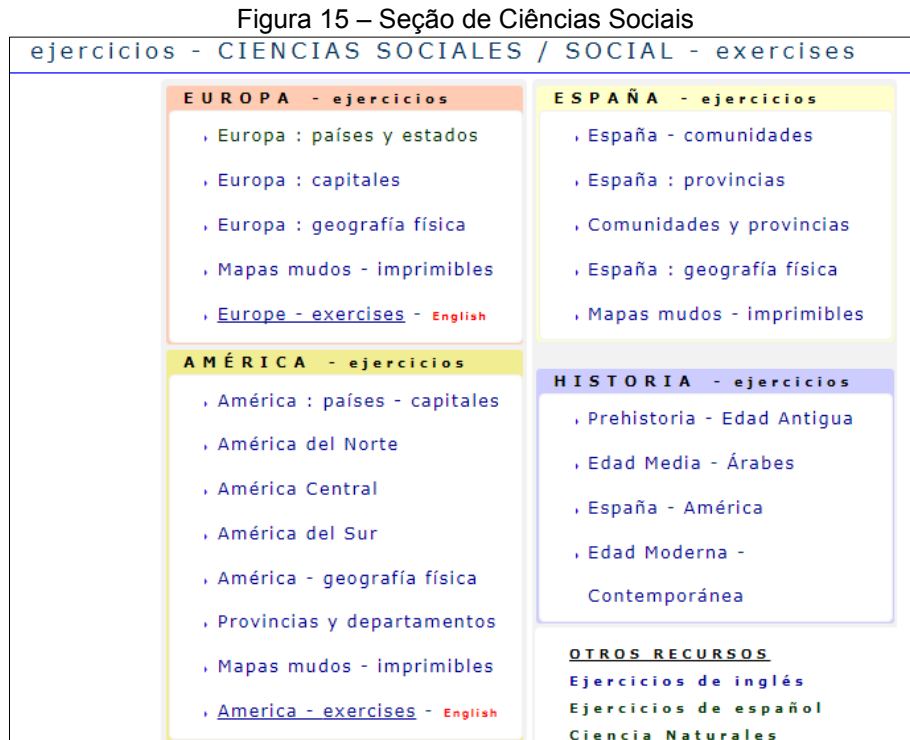 Figura 15 – Seção de Ciências Sociais
ejercicios - CIENCIAS SOCIALES / SOCIAL - exercises
EUROPA - ejercicios
Europa : países y estados
Europa : capitales
Europa : geografía física
Mapas mudos - imprimibles
Europe - exercises - English
AMÉRICA - ejercicios
América : países - capitales
América del Norte
América Central
América del Sur
América - geografía física
Provincias y departamentos
Mapas mudos - imprimibles
America - exercises - English
ESPAÑA - ejercicios
España - comunidades
España : provincias
Comunidades y provincias
España : geografía física
Mapas mudos - imprimibles
HISTORIA - ejercicios
Prehistoria - Edad Antigua
Edad Media - Árabes
España - América
Edad Moderna -
Contemporánea
OTROS RECURSOS
Ejercicios de inglés
Ejercicios de español
Ciencia Naturales